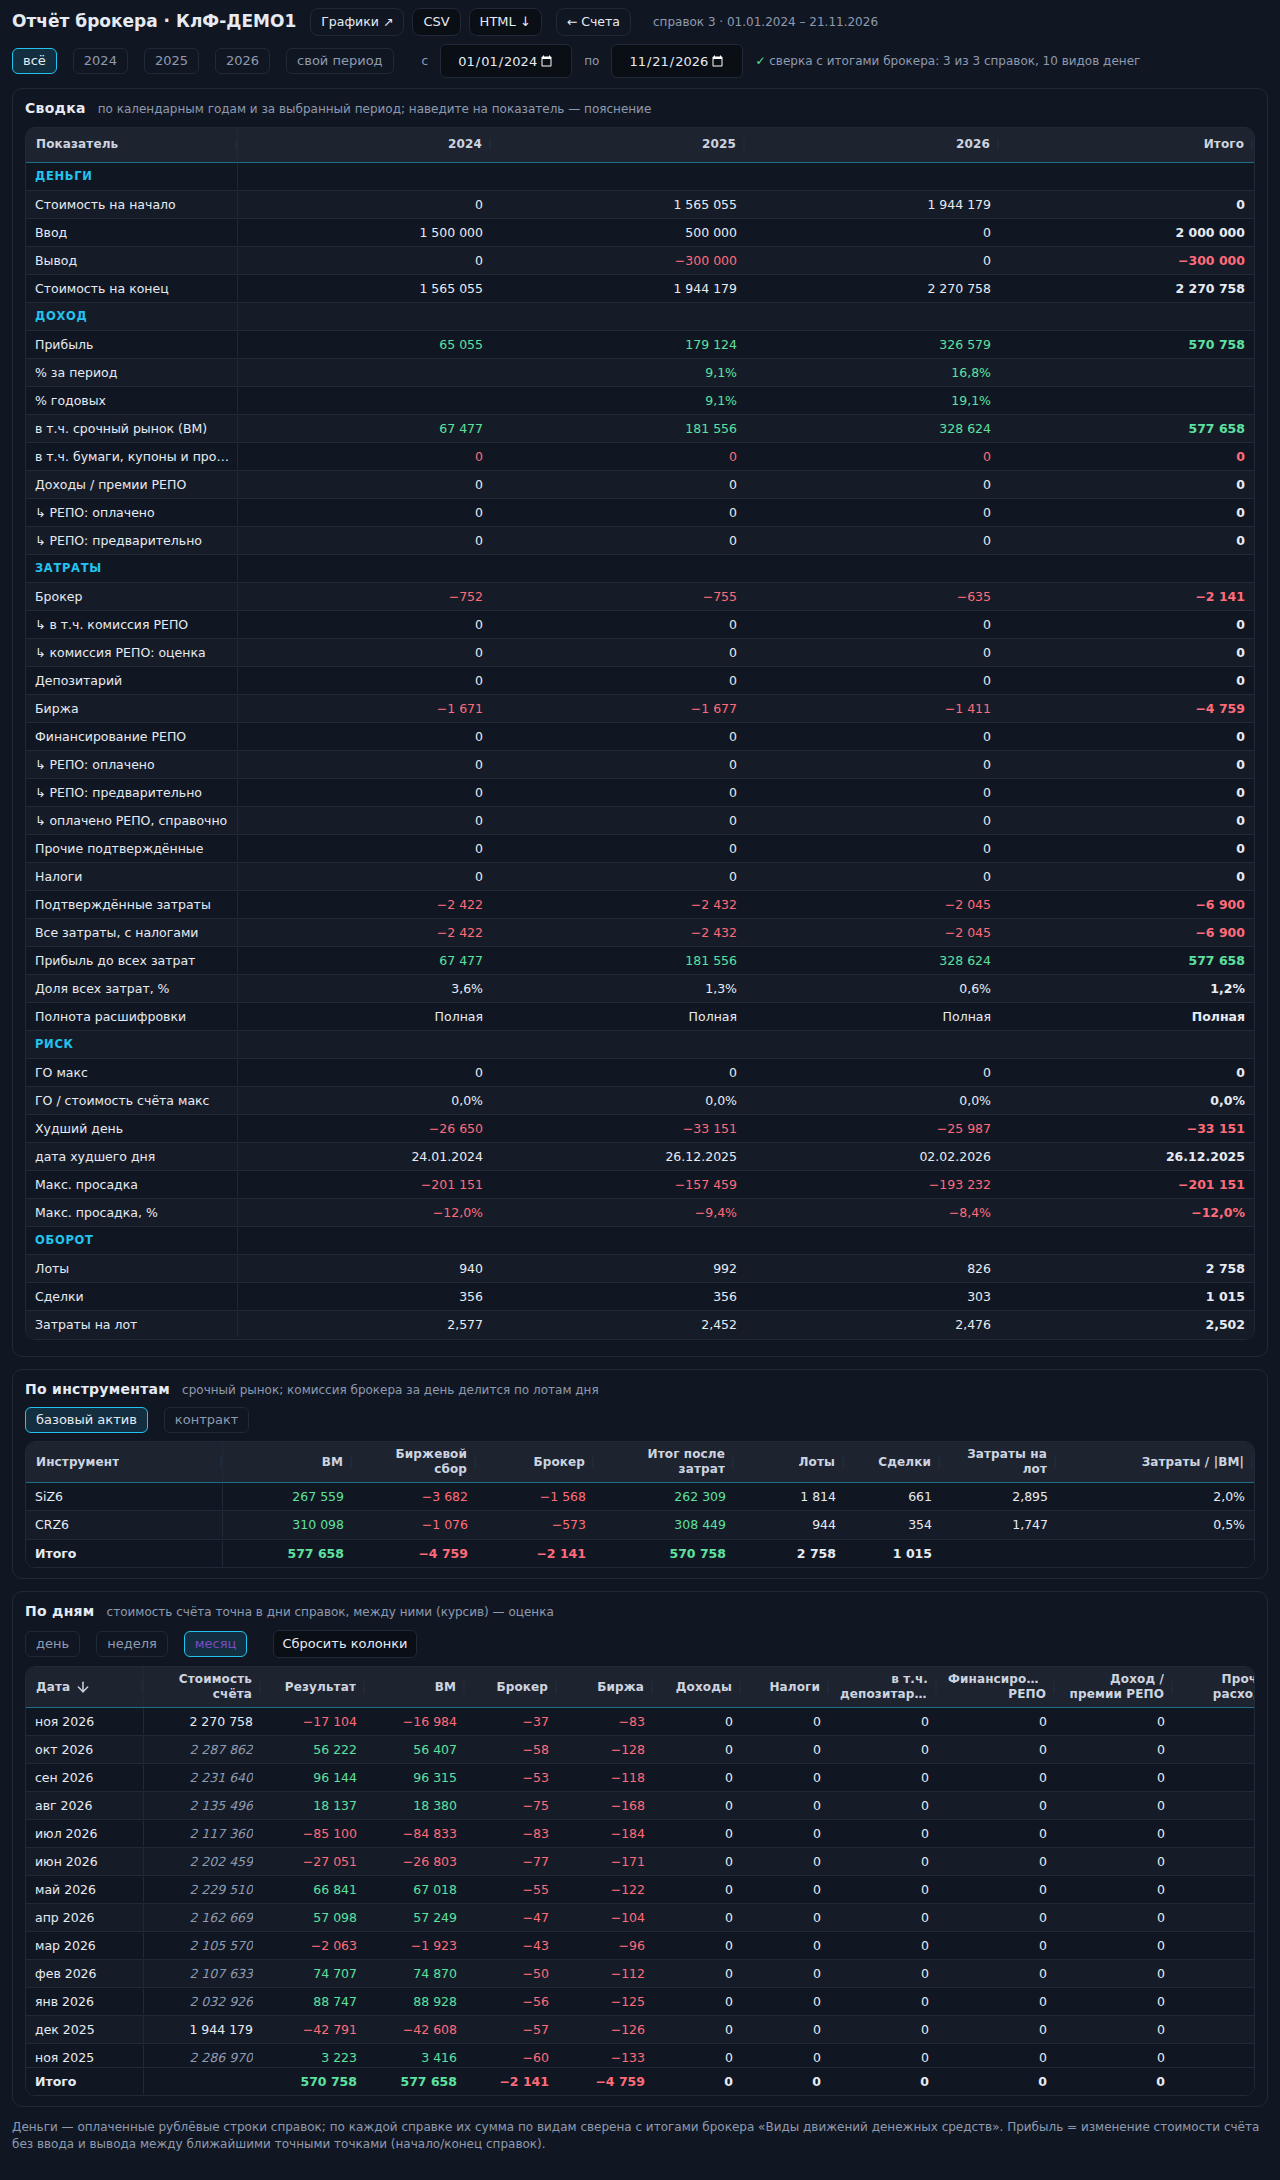 Отчёт брокера · КлФ-ДЕМО1 Графики ↗ CSV HTML ↓ ← Счета справок 3 · 01.01.2024 – 21.11.2026
всё 2024 2025 2026 свой период с 01/01/2024 по 11/21/2026 ✓ сверка с итогами брокера: 3 из 3 справок, 10 видов денег
Сводка по календарным годам и за выбранный период; наведите на показатель — пояснение
Показатель 2024 2025 2026 Итого
ДЕНЬГИ
Стоимость на начало 0 1 565 055 1 944 179 0
Ввод 1 500 000 500 000 0 2 000 000
Вывод 0 −300 000 0 −300 000
Стоимость на конец 1 565 055 1 944 179 2 270 758 2 270 758
ДОХОД
Прибыль 65 055 179 124 326 579 570 758
% за период 9,1% 16,8%
% годовых 9,1% 19,1%
в т.ч. срочный рынок (ВМ) 67 477 181 556 328 624 577 658
в т.ч. бумаги, купоны и про… 0 0 0 0
Доходы / премии РЕПО 0 0 0 0
↳ РЕПО: оплачено 0 0 0 0
↳ РЕПО: предварительно 0 0 0 0
ЗАТРАТЫ
Брокер −752 −755 −635 −2 141
↳ в т.ч. комиссия РЕПО 0 0 0 0
↳ комиссия РЕПО: оценка 0 0 0 0
Депозитарий 0 0 0 0
Биржа −1 671 −1 677 −1 411 −4 759
Финансирование РЕПО 0 0 0 0
↳ РЕПО: оплачено 0 0 0 0
↳ РЕПО: предварительно 0 0 0 0
↳ оплачено РЕПО, справочно 0 0 0 0
Прочие подтверждённые 0 0 0 0
Налоги 0 0 0 0
Подтверждённые затраты −2 422 −2 432 −2 045 −6 900
Все затраты, с налогами −2 422 −2 432 −2 045 −6 900
Прибыль до всех затрат 67 477 181 556 328 624 577 658
Доля всех затрат, % 3,6% 1,3% 0,6% 1,2%
Полнота расшифровки Полная Полная Полная Полная
РИСК
ГО макс 0 0 0 0
ГО / стоимость счёта макс 0,0% 0,0% 0,0% 0,0%
Худший день −26 650 −33 151 −25 987 −33 151
дата худшего дня 24.01.2024 26.12.2025 02.02.2026 26.12.2025
Макс. просадка −201 151 −157 459 −193 232 −201 151
Макс. просадка, % −12,0% −9,4% −8,4% −12,0%
ОБОРОТ
Лоты 940 992 826 2 758
Сделки 356 356 303 1 015
Затраты на лот 2,577 2,452 2,476 2,502
По инструментам срочный рынок; комиссия брокера за день делится по лотам дня
базовый актив контракт
Инструмент ВМ Биржевой сбор Брокер Итог после затрат Лоты Сделки Затраты на лот Затраты / |ВМ|
SiZ6 267 559 −3 682 −1 568 262 309 1 814 661 2,895 2,0%
CRZ6 310 098 −1 076 −573 308 449 944 354 1,747 0,5%
Итого 577 658 −4 759 −2 141 570 758 2 758 1 015
По дням стоимость счёта точна в дни справок, между ними (курсив) — оценка
день неделя месяц Сбросить колонки
Дата ↓ Стоимость счёта Результат ВМ Брокер Биржа Доходы Налоги в т.ч. депозитар… Финансиро… РЕПО Доход / премии РЕПО Проч расхо
ноя 2026 2 270 758 −17 104 −16 984 −37 −83 0 0 0 0 0
окт 2026 2 287 862 56 222 56 407 −58 −128 0 0 0 0 0
сен 2026 2 231 640 96 144 96 315 −53 −118 0 0 0 0 0
авг 2026 2 135 496 18 137 18 380 −75 −168 0 0 0 0 0
июл 2026 2 117 360 −85 100 −84 833 −83 −184 0 0 0 0 0
июн 2026 2 202 459 −27 051 −26 803 −77 −171 0 0 0 0 0
май 2026 2 229 510 66 841 67 018 −55 −122 0 0 0 0 0
апр 2026 2 162 669 57 098 57 249 −47 −104 0 0 0 0 0
мар 2026 2 105 570 −2 063 −1 923 −43 −96 0 0 0 0 0
фев 2026 2 107 633 74 707 74 870 −50 −112 0 0 0 0 0
янв 2026 2 032 926 88 747 88 928 −56 −125 0 0 0 0 0
дек 2025 1 944 179 −42 791 −42 608 −57 −126 0 0 0 0 0
ноя 2025 2 286 970 3 223 3 416 −60 −133 0 0 0 0 0
Итого 570 758 577 658 −2 141 −4 759 0 0 0 0 0
Деньги — оплаченные рублёвые строки справок; по каждой справке их сумма по видам сверена с итогами брокера «Виды движений денежных средств». Прибыль = изменение стоимости счёта
без ввода и вывода между ближайшими точными точками (начало/конец справок).